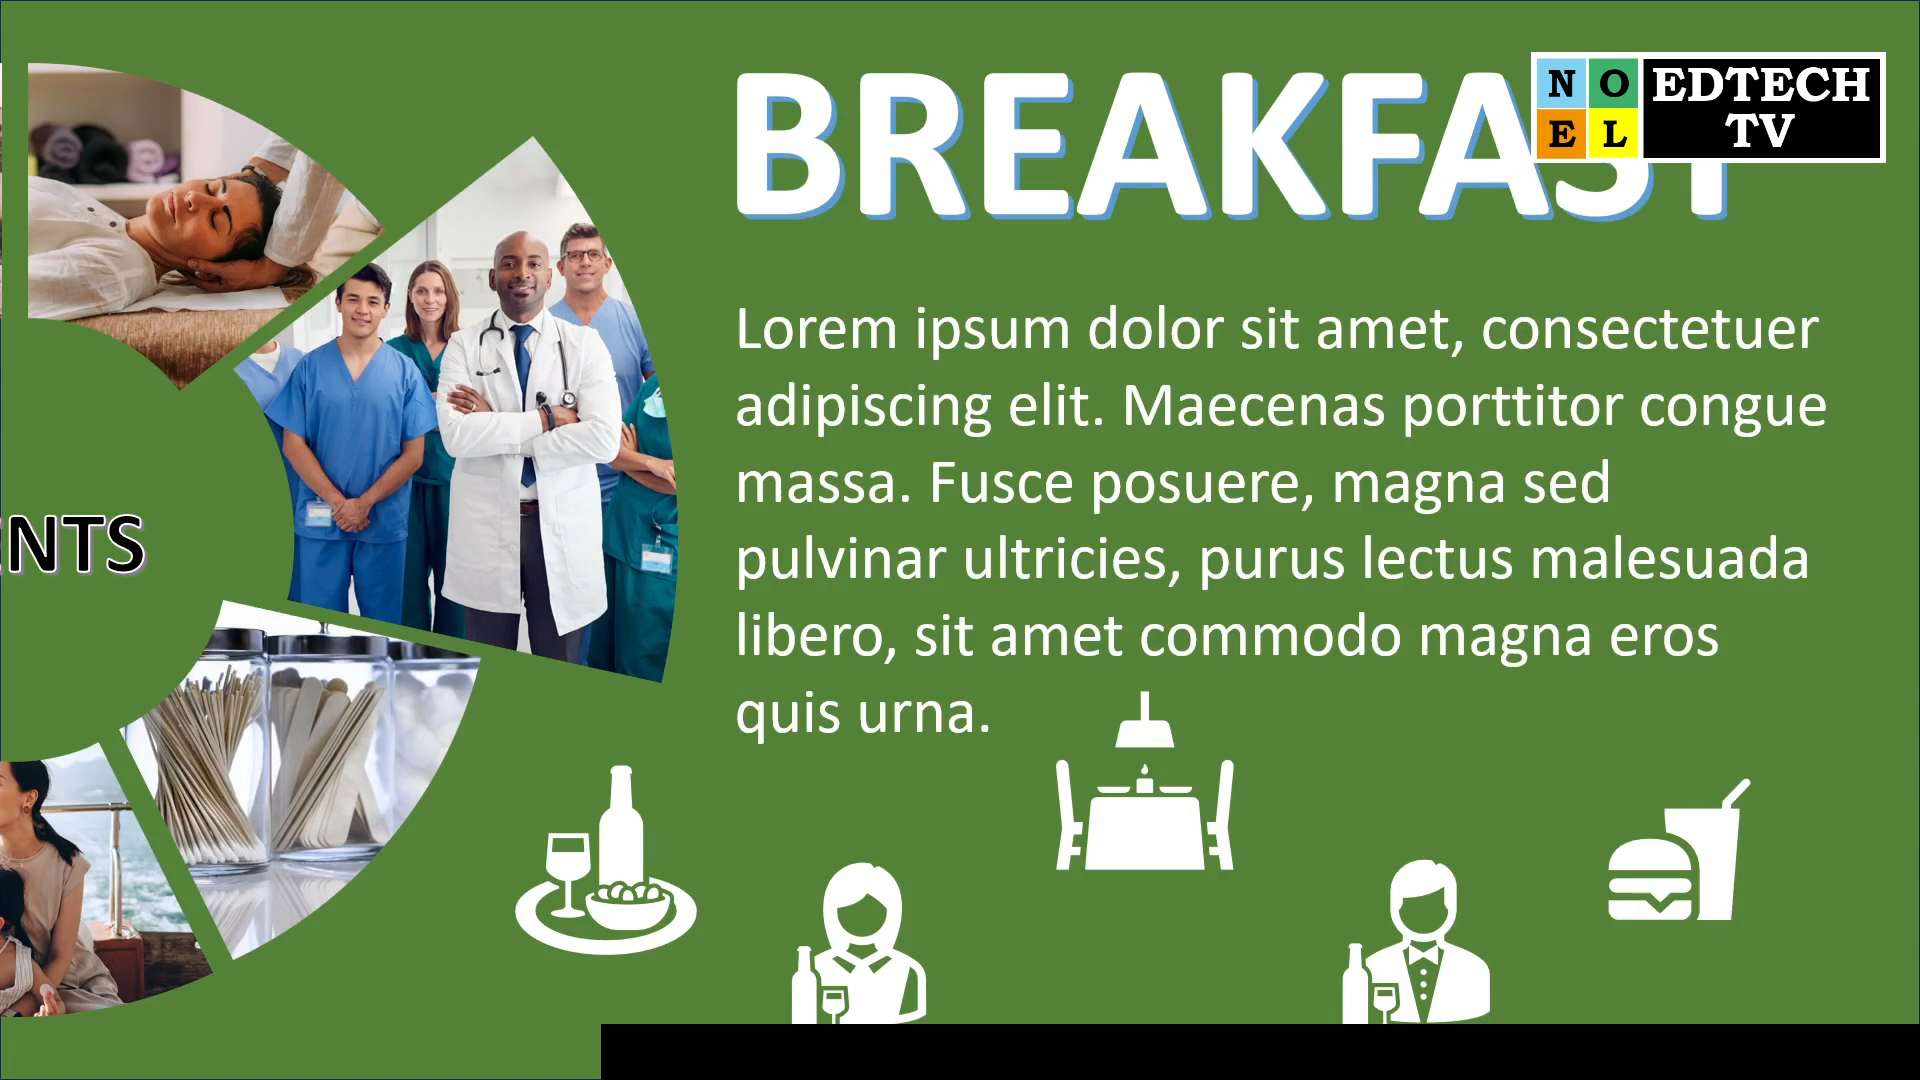 BREAKFAST
N O
E L
EDTECH
TV
Lorem ipsum dolor sit amet, consectetuer
adipiscing elit. Maecenas porttitor congue
massa. Fusce posuere, magna sed
pulvinar ultricies, purus lectus malesuada
libero, sit amet commodo magna eros
quis urna.
NTS